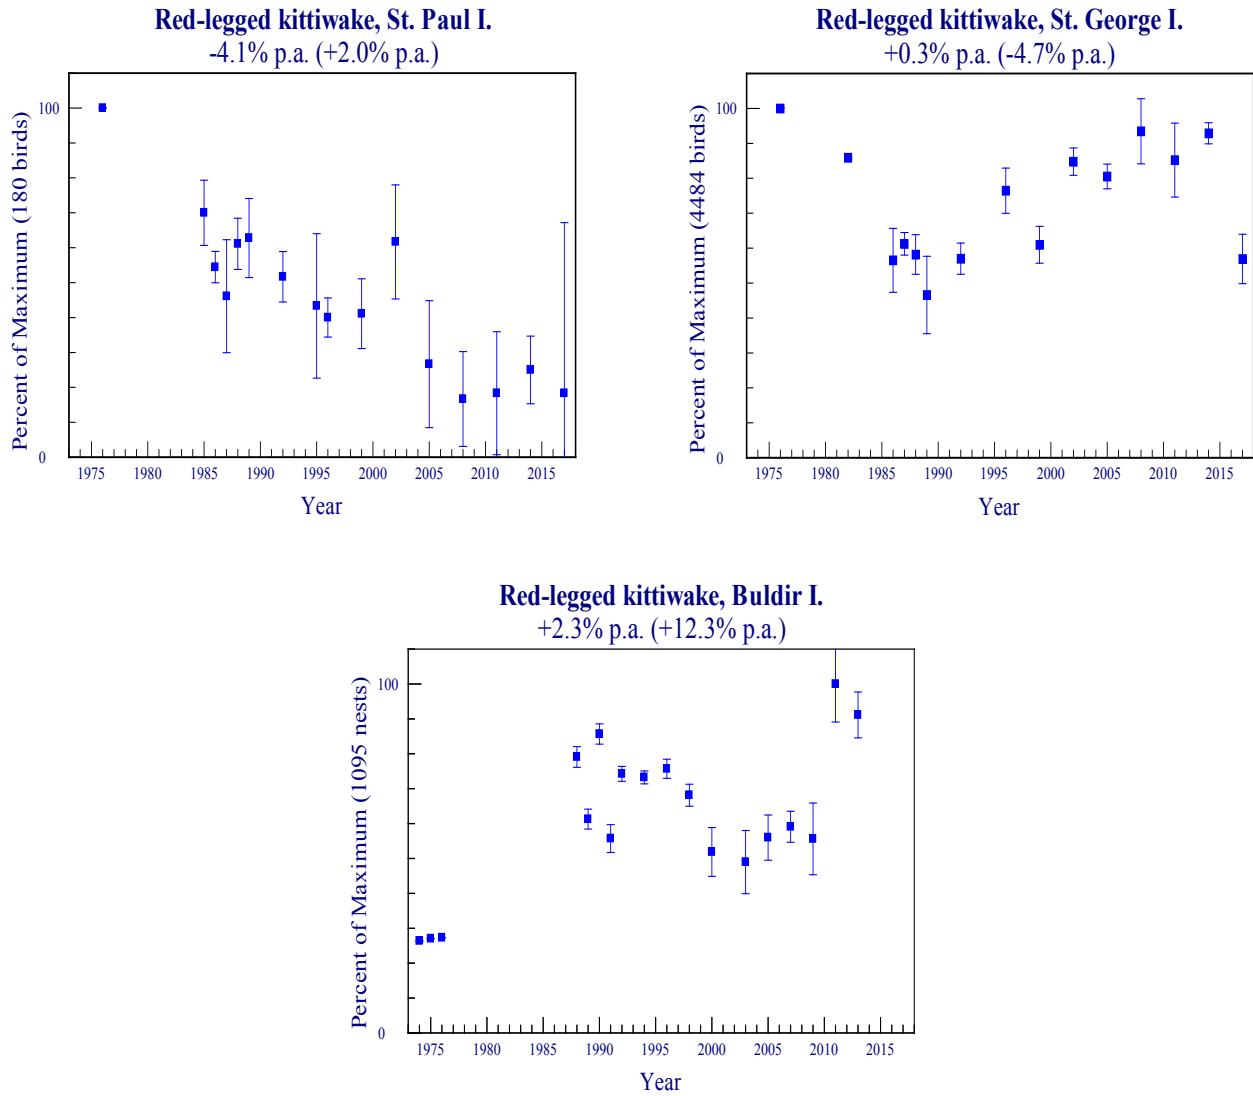 Red-legged kittiwake, St. Paul I.
-4.1% p.a. (+2.0% p.a.)
Percent of Maximum (180 birds)
100
0
1975 1980 1985 1990 1995 2000 2005 2010 2015
Year
Red-legged kittiwake, St. George I.
+0.3% p.a. (-4.7% p.a.)
Percent of Maximum (4484 birds)
100
0
1975 1980 1985 1990 1995 2000 2005 2010 2015
Year
Red-legged kittiwake, Buldir I.
+2.3% p.a. (+12.3% p.a.)
Percent of Maximum (1095 nests)
100
0
1975 1980 1985 1990 1995 2000 2005 2010 2015
Year